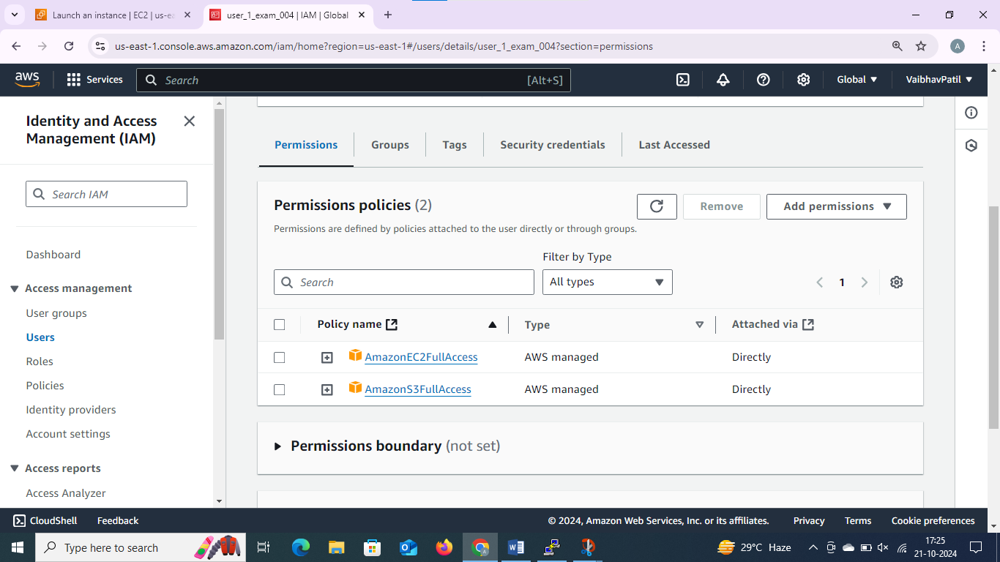 Launch an instance | EC2 | us-ea
user_1_exam_004 | IAM | Global
us-east-1.console.aws.amazon.com/iam/home?region=us-east-1#/users/details/user_1_exam_004?section=permissions
A
aws
Services
Search
[Alt+S]
Global
VaibhavPatil
Identity and Access
Management (IAM)
Search IAM
Dashboard
Access management
User groups
Users
Roles
Policies
Identity providers
Account settings
Access reports
Access Analyzer
Permissions
Groups
Tags
Security credentials
Last Accessed
Permissions policies (2)
Remove
Add permissions
Permissions are defined by policies attached to the user directly or through groups.
Filter by Type
Search
All types
1
Policy name
Type
Attached via
AmazonEC2FullAccess
AWS managed
Directly
AmazonS3FullAccess
AWS managed
Directly
Permissions boundary (not set)
CloudShell
Feedback
© 2024, Amazon Web Services, Inc. or its affiliates.
Privacy
Terms
Cookie preferences
Type here to search
29°C Haze
17:25
21-10-2024